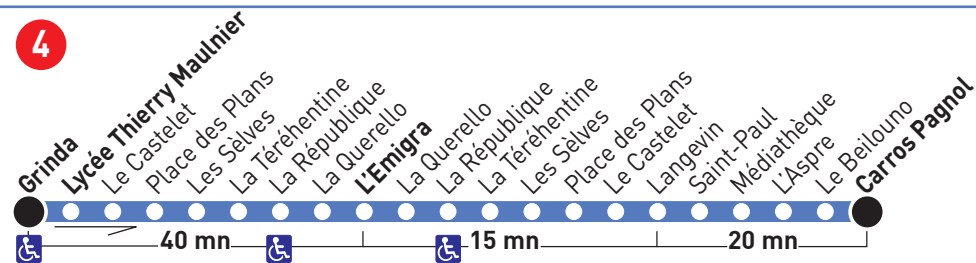 4
Grinda
Lycée Thierry Maulnier
Le Castelet
Place des Plans
Les Sèlves
La Téréhentine
La République
La Querello
L'Emigra
La Querello
La République
La Téréhentine
Les Sèlves
Place des Plans
Le Castelet
Langevin
Saint-Paul
Médiathèque
L'Aspre
Le Beilouno
Carros Pagnol
40 mn
15 mn
20 mn